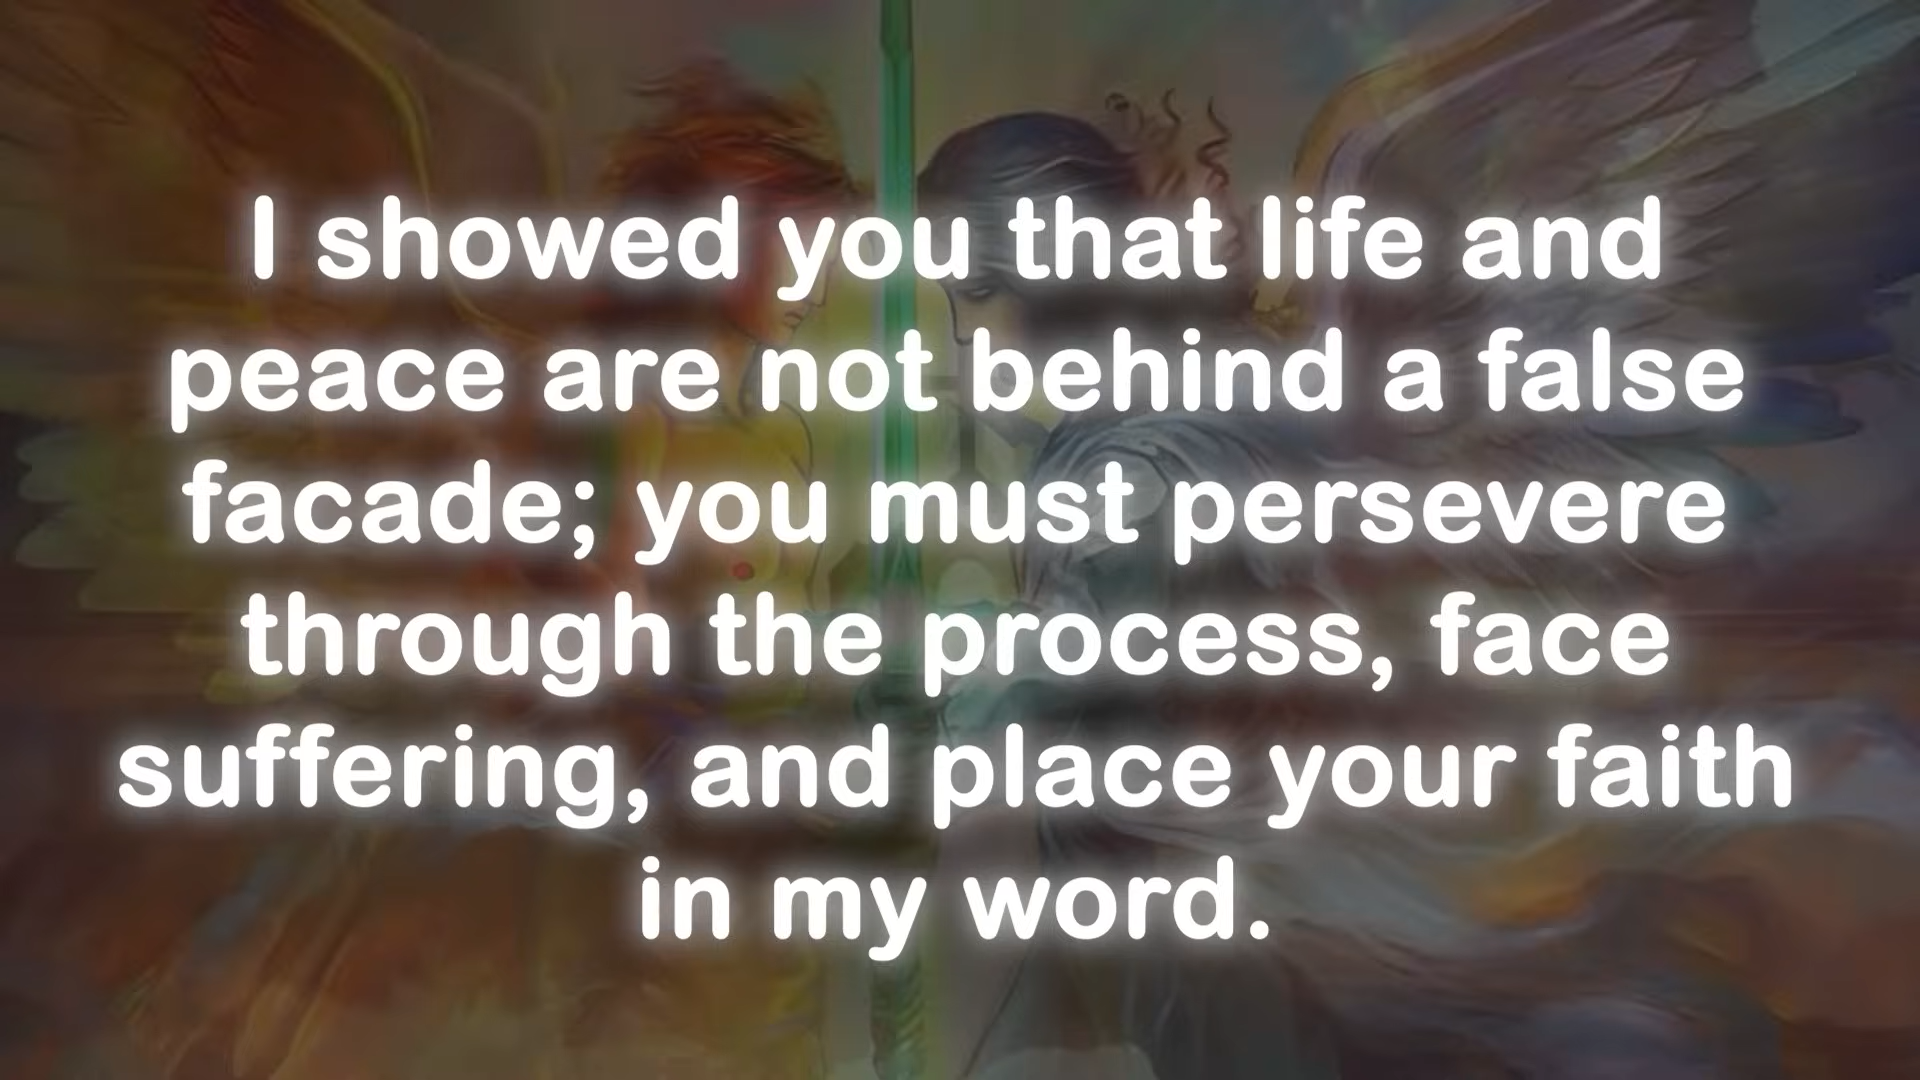 I showed you that life and
peace are not behind a false
facade; you must persevere
through the process, face
suffering, and place your faith
in my word.